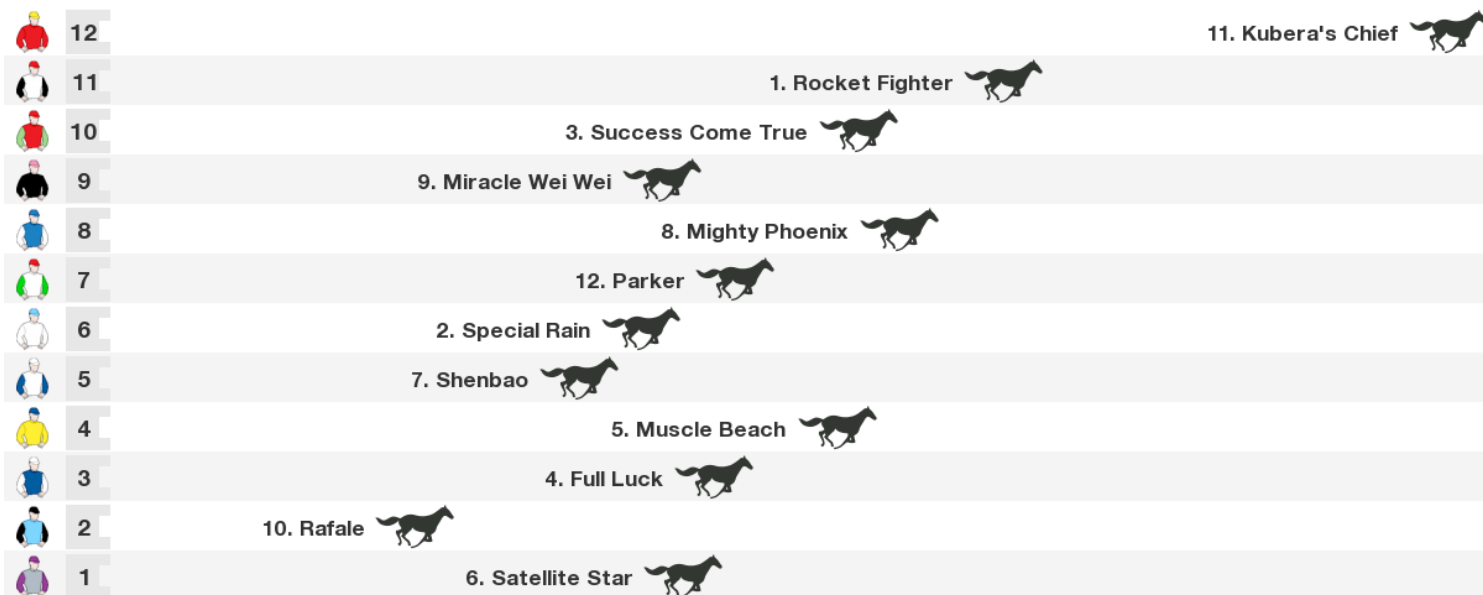 12 11. Kubera's Chief
11 1. Rocket Fighter
10 3. Success Come True
9 9. Miracle Wei Wei
8 8. Mighty Phoenix
7 12. Parker
6 2. Special Rain
5 7. Shenbao
4 5. Muscle Beach
3 4. Full Luck
2 10. Rafale
1 6. Satellite Star